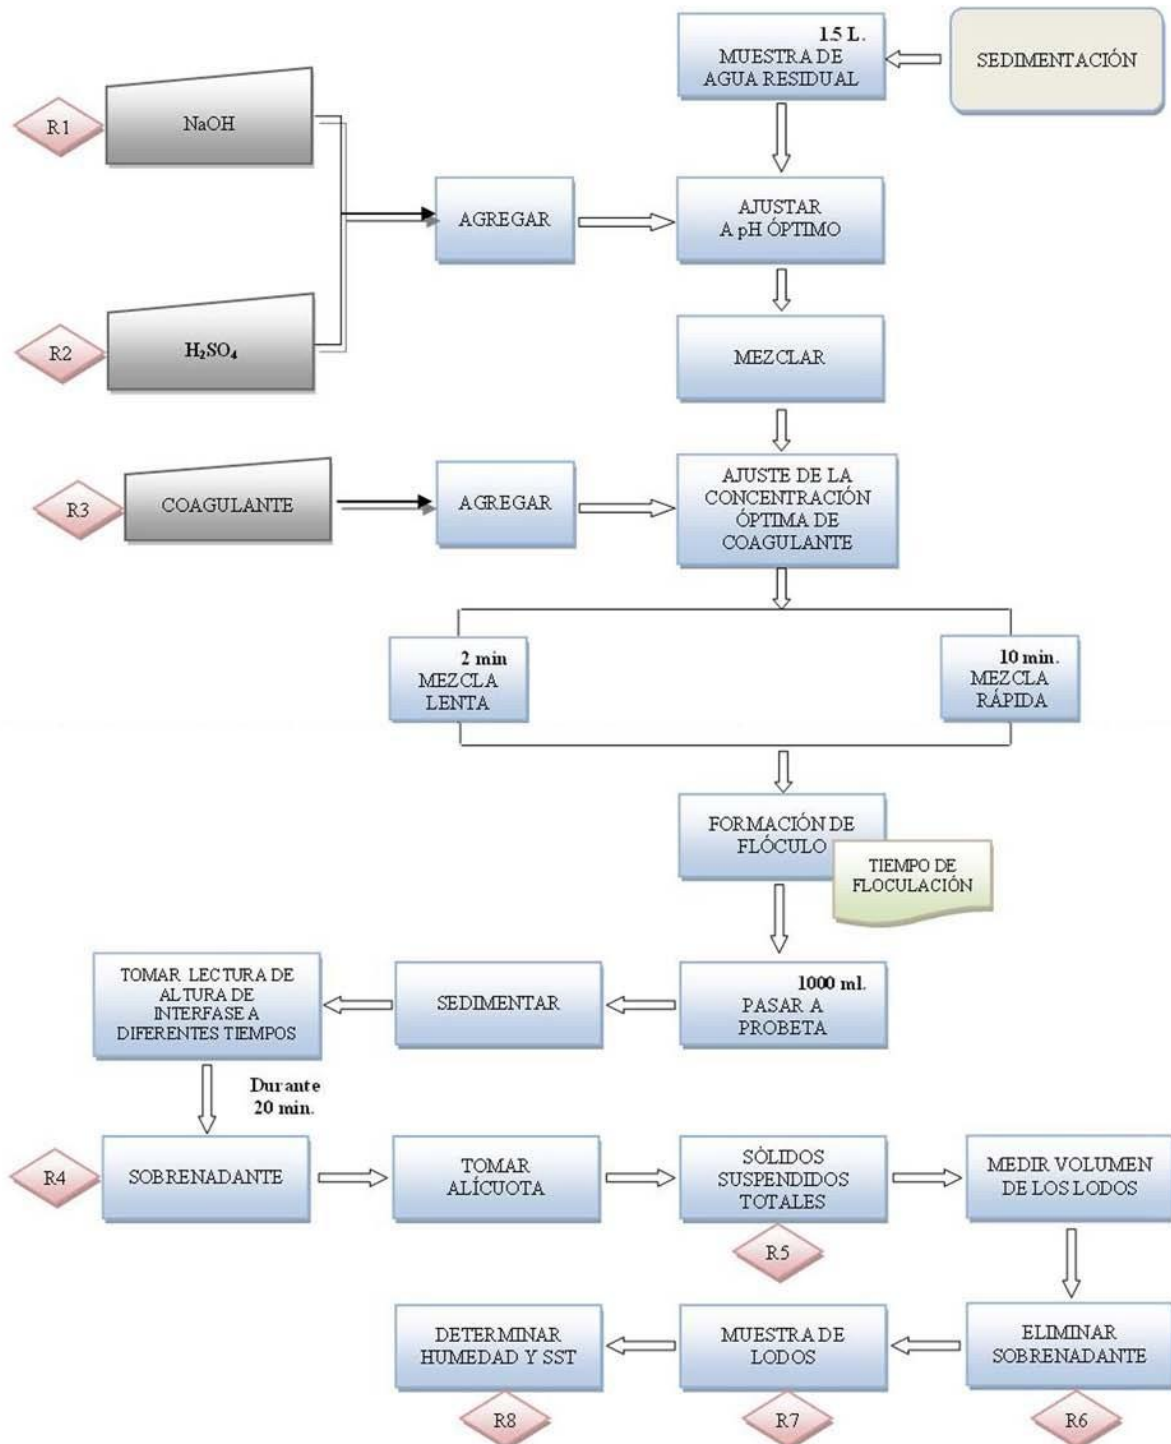 1.5 L.
MUESTRA DE
AGUA RESIDUAL
SEDIMENTACIÓN
R1
NaOH
AGREGAR
AJUSTAR
A pH ÓPTIMO
R2
H₂SO₄
MEZCLAR
R3
COAGULANTE
AGREGAR
AJUSTE DE LA
CONCENTRACIÓN
ÓPTIMA DE
COAGULANTE
2 min
MEZCLA
LENTA
10 min.
MEZCLA
RÁPIDA
FORMACIÓN DE
FLÓCULO
TIEMPO DE
FLOCULACIÓN
1000 ml.
PASAR A
PROBETA
SEDIMENTAR
TOMAR LECTURA DE
ALTURA DE
INTERFASE A
DIFERENTES TIEMPOS
Durante
20 min.
R4
SOBRENADANTE
TOMAR
ALÍCUOTA
SÓLIDOS
SUSPENDIDOS
TOTALES
R5
MEDIR VOLUMEN
DE LOS LODOS
ELIMINAR
SOBRENADANTE
R6
MUESTRA DE
LODOS
R7
DETERMINAR
HUMEDAD Y SST
R8